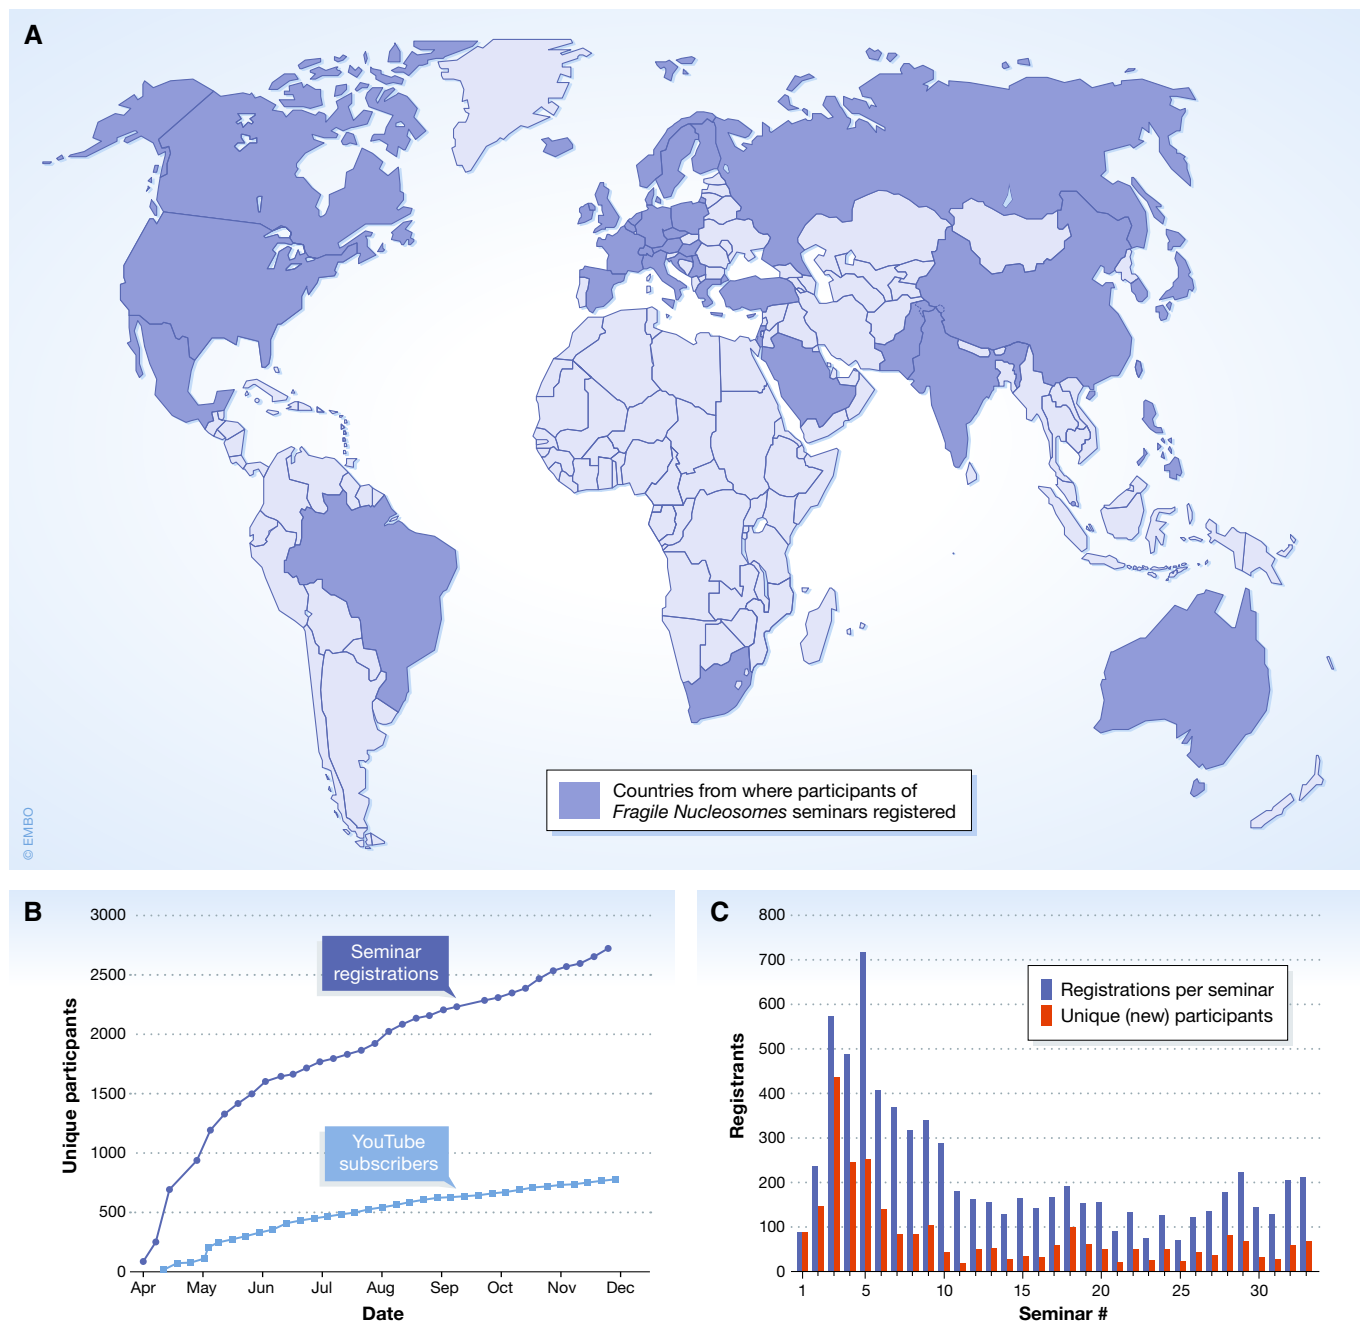 A
Countries from where participants of
Fragile Nucleosomes seminars registered
© EMBO
B
3000
2500
2000
1500
1000
500
0
Unique particpants
Seminar
registrations
YouTube
subscribers
Apr May Jun Jul Aug Sep Oct Nov Dec
Date
C
800
700
600
500
400
300
200
100
0
Registrants
Registrations per seminar
Unique (new) participants
1 5 10 15 20 25 30
Seminar #